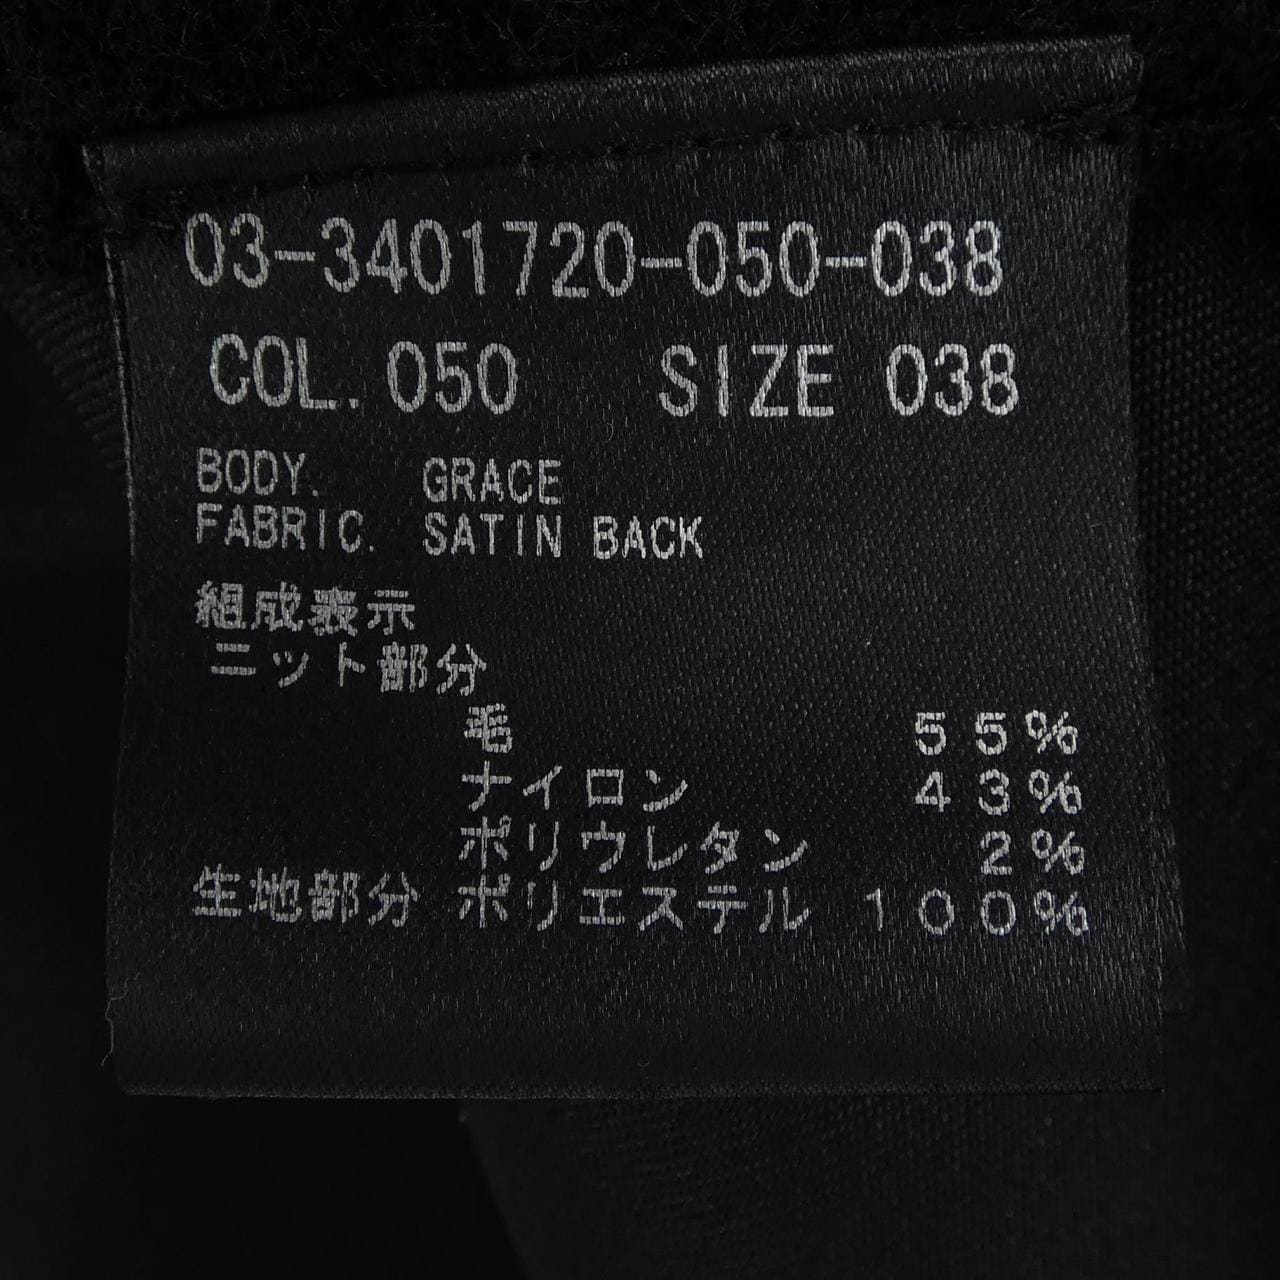 03-3401720-050-038
COL. 050 SIZE 038
BODY. GRACE
FABRIC. SATIN BACK
組成表示
ニット部分
毛 55%
ナイロン 43%
ポリウレタン 2%
生地部分 ポリエステル 100%